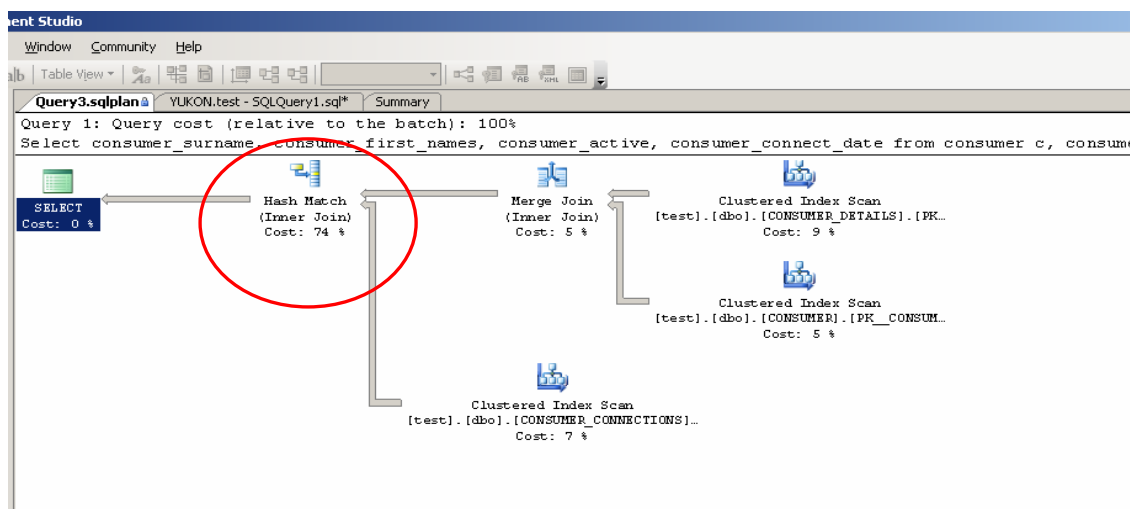 ment Studio
Window Community Help
Table View
Query3.sqlplan YUKON.test - SQLQuery1.sql* Summary
Query 1: Query cost (relative to the batch): 100%
Select consumer_surname, consumer_first_names, consumer_active, consumer_connect_date from consumer c, consume
SELECT
Cost: 0 %
Hash Match
(Inner Join)
Cost: 74 %
Merge Join
(Inner Join)
Cost: 5 %
Clustered Index Scan
[test].[dbo].[CONSUMER_DETAILS].[PK…
Cost: 9 %
Clustered Index Scan
[test].[dbo].[CONSUMER].[PK__CONSUM…
Cost: 5 %
Clustered Index Scan
[test].[dbo].[CONSUMER_CONNECTIONS]…
Cost: 7 %